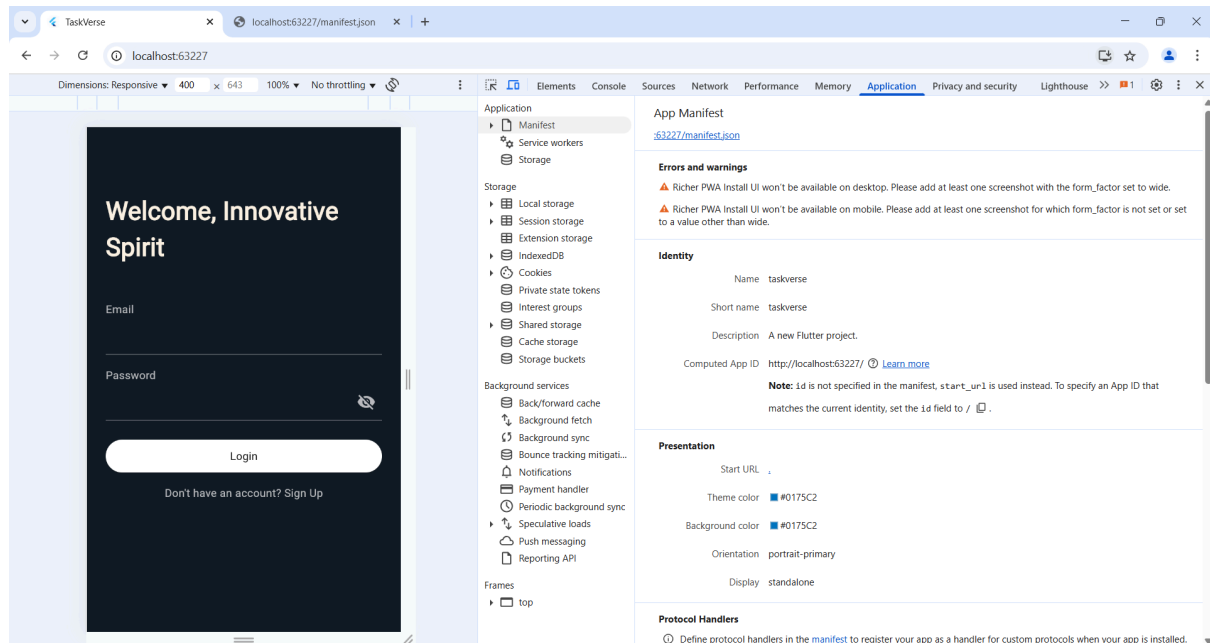 TaskVerse
localhost:63227/manifest.json
localhost:63227
Dimensions: Responsive 400 x 643 100% No throttling
Elements Console Sources Network Performance Memory Application Privacy and security Lighthouse 1
Welcome, Innovative
Spirit
Email
Password
Login
Don't have an account? Sign Up
Application
Manifest
Service workers
Storage
Storage
Local storage
Session storage
Extension storage
IndexedDB
Cookies
Private state tokens
Interest groups
Shared storage
Cache storage
Storage buckets
Background services
Back/forward cache
Background fetch
Background sync
Bounce tracking mitigati...
Notifications
Payment handler
Periodic background sync
Speculative loads
Push messaging
Reporting API
Frames
top
App Manifest
:63227/manifest.json
Errors and warnings
Richer PWA Install UI won't be available on desktop. Please add at least one screenshot with the form_factor set to wide.
Richer PWA Install UI won't be available on mobile. Please add at least one screenshot for which form_factor is not set or set
to a value other than wide.
Identity
Name taskverse
Short name taskverse
Description A new Flutter project.
Computed App ID http://localhost:63227/ Learn more
Note: id is not specified in the manifest, start_url is used instead. To specify an App ID that
matches the current identity, set the id field to / .
Presentation
Start URL .
Theme color #0175C2
Background color #0175C2
Orientation portrait-primary
Display standalone
Protocol Handlers
Define protocol handlers in the manifest to register your app as a handler for custom protocols when your app is installed.